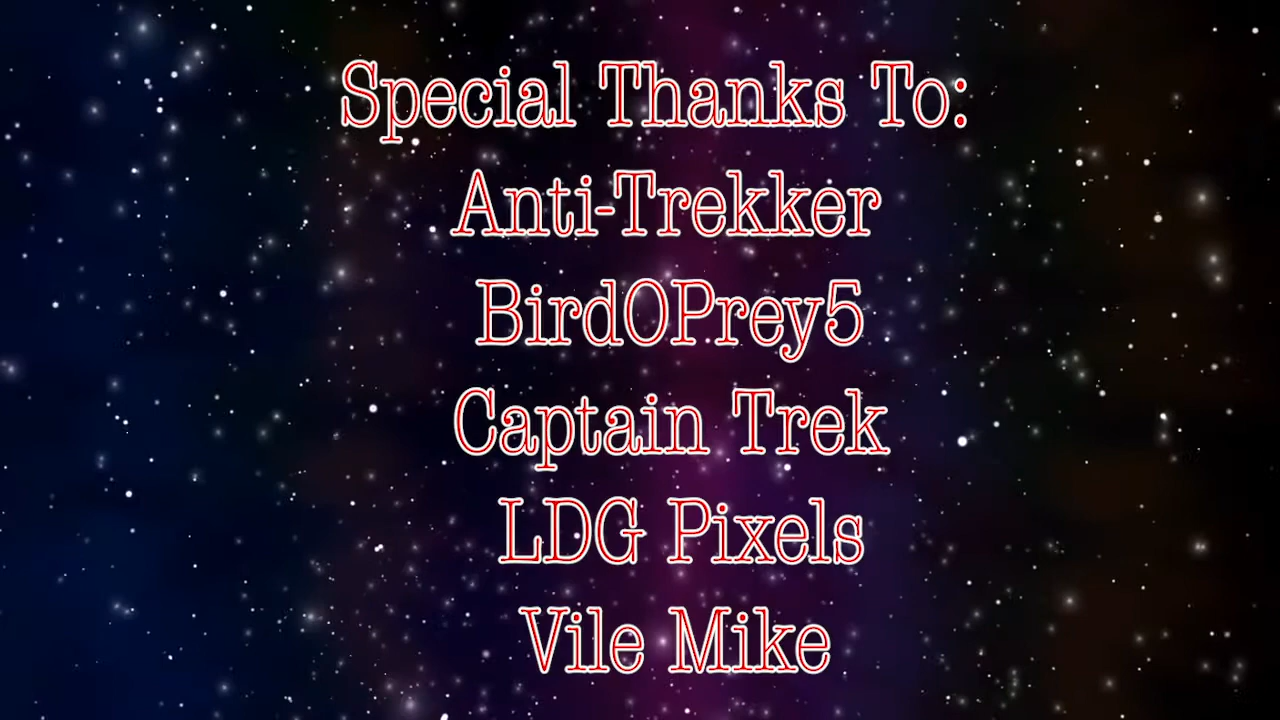 Special Thanks To:
Anti-Trekker
BirdOPrey5
Captain Trek
LDG Pixels
Vile Mike